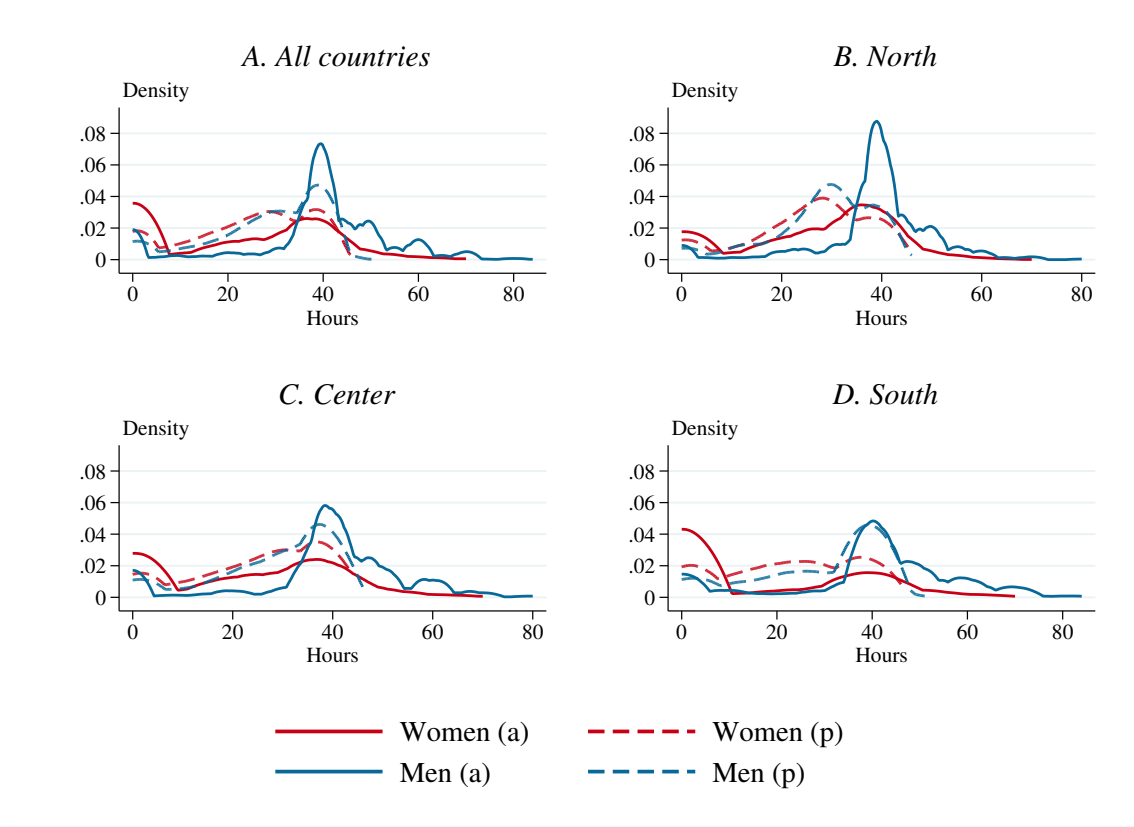 A. All countries
Density
.08
.06
.04
.02
0
0 20 40 60 80
Hours
B. North
Density
.08
.06
.04
.02
0
0 20 40 60 80
Hours
C. Center
Density
.08
.06
.04
.02
0
0 20 40 60 80
Hours
D. South
Density
.08
.06
.04
.02
0
0 20 40 60 80
Hours
Women (a) Women (p)
Men (a) Men (p)